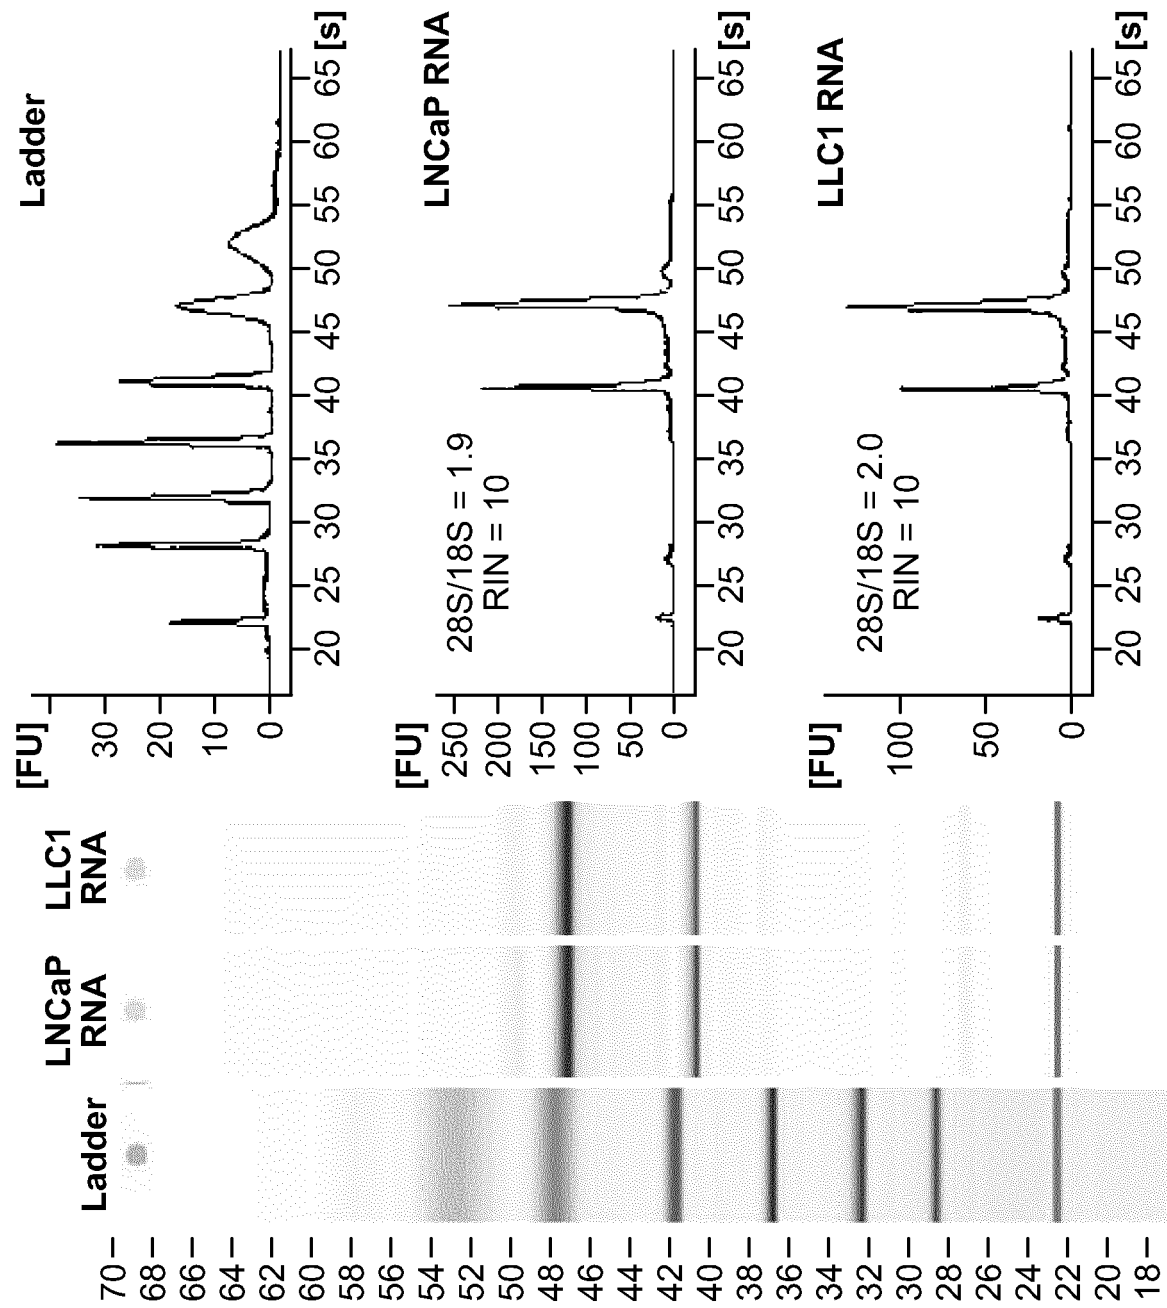 Ladder
LNCaP
RNA
LLC1
RNA
70
68
66
64
62
60
58
56
54
52
50
48
46
44
42
40
38
36
34
32
30
28
26
24
22
20
18
Ladder
[FU]
30
20
10
0
20 25 30 35 40 45 50 55 60 65 [s]
LNCaP RNA
[FU]
250
200
150
100
50
0
28S/18S = 1.9
RIN = 10
20 25 30 35 40 45 50 55 60 65 [s]
LLC1 RNA
[FU]
100
50
0
28S/18S = 2.0
RIN = 10
20 25 30 35 40 45 50 55 60 65 [s]